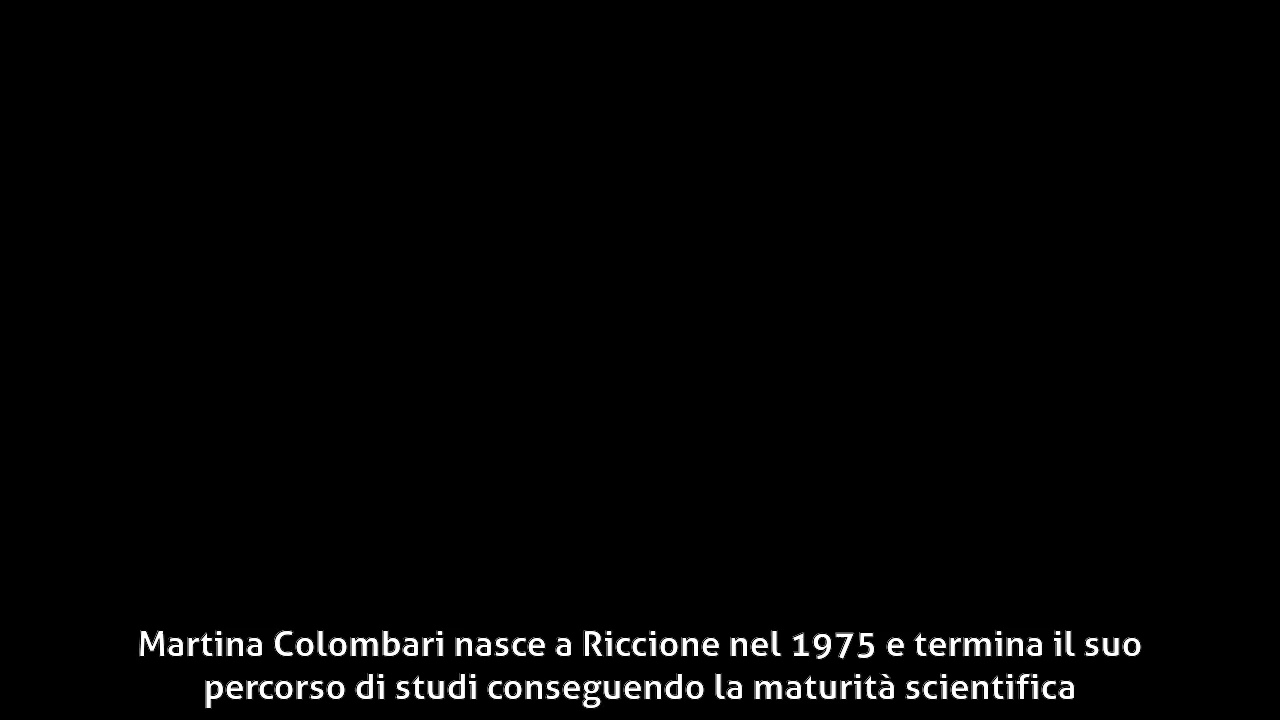 Martina Colombari nasce a Riccione nel 1975 e termina il suo
percorso di studi conseguendo la maturità scientifica